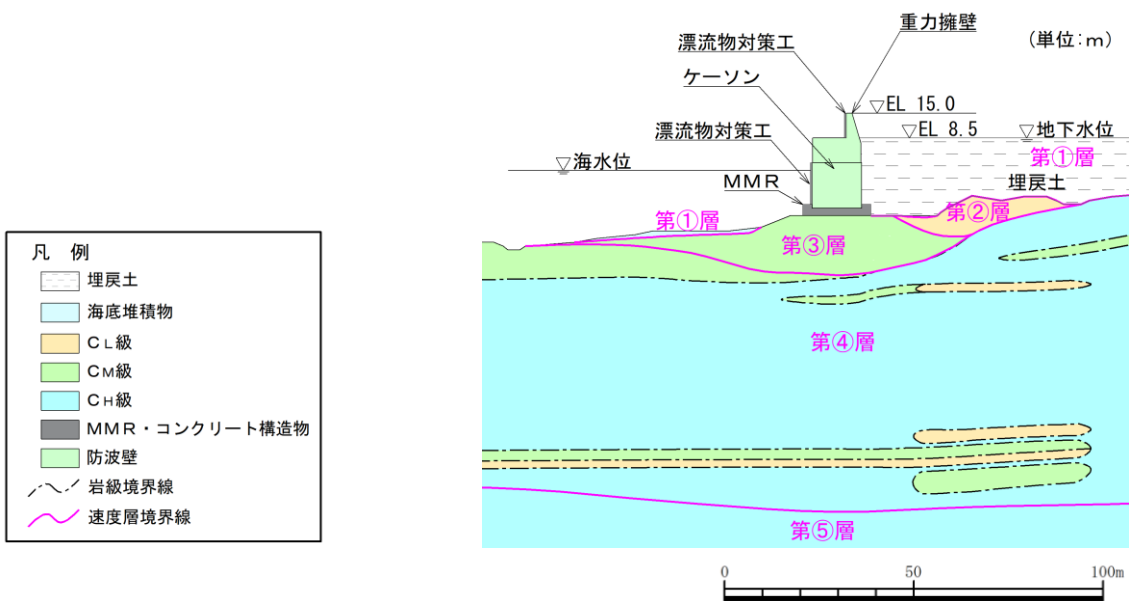 重力擁壁
漂流物対策工
(単位:m)
ケーソン
▽EL 15.0
漂流物対策工
▽EL 8.5
▽地下水位
第①層
▽海水位
埋戻土
MMR
第①層
第②層
第③層
第④層
第⑤層
凡 例
埋戻土
海底堆積物
CL級
CM級
CH級
MMR・コンクリート構造物
防波壁
岩級境界線
速度層境界線
0 50 100m